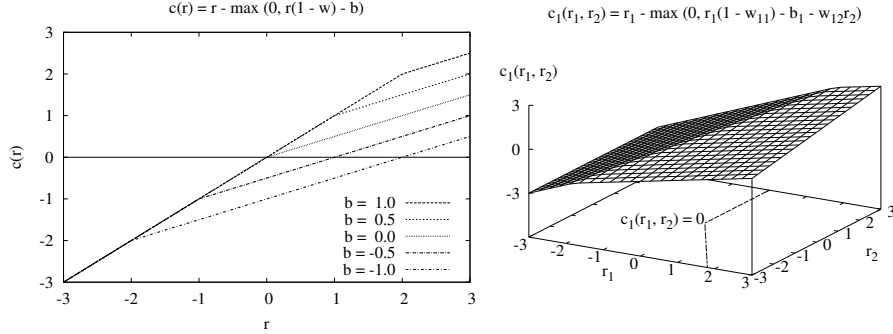 c(r) = r - max (0, r(1 - w) - b)
3
2
1
0
-1
-2
-3
-3 -2 -1 0 1 2 3
c(r)
r
b = 1.0
b = 0.5
b = 0.0
b = -0.5
b = -1.0
c₁(r₁, r₂) = r₁ - max (0, r₁(1 - w₁₁) - b₁ - w₁₂r₂)
c₁(r₁, r₂)
3
0
-3
c₁(r₁, r₂) = 0
-3 -2 -1 0 1 2 3
r₁
-3 -2 -1 0 1 2 3
r₂